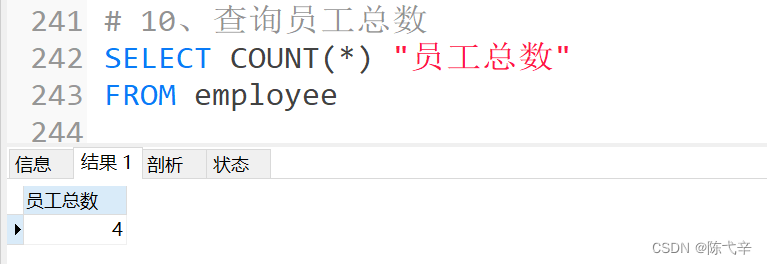 241 # 10、查询员工总数
242 SELECT COUNT(*) "员工总数"
243 FROM employee
244
信息 结果 1 剖析 状态
员工总数
4
CSDN @陈弋辛